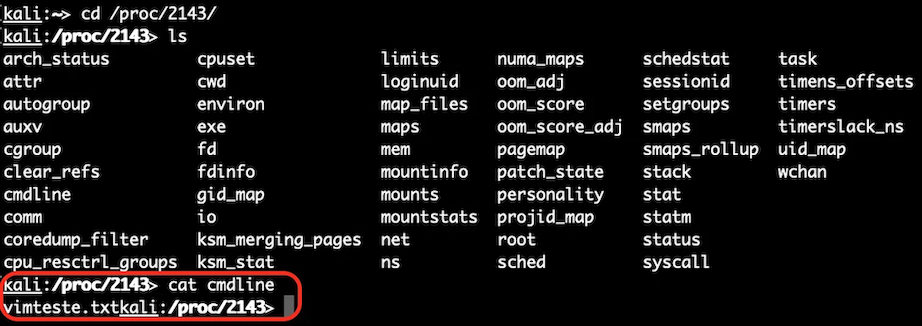 kali:~> cd /proc/2143/
kali:/proc/2143> ls
arch_status cpuset limits numa_maps schedstat task
attr cwd loginuid oom_adj sessionid timens_offsets
autogroup environ map_files oom_score setgroups timers
auxv exe maps oom_score_adj smaps timerslack_ns
cgroup fd mem pagemap smaps_rollup uid_map
clear_refs fdinfo mountinfo patch_state stack wchan
cmdline gid_map mounts personality stat
comm io mountstats projid_map statm
coredump_filter ksm_merging_pages net root status
cpu_resctrl_groups ksm_stat ns sched syscall
kali:/proc/2143> cat cmdline
vimteste.txtkali:/proc/2143>